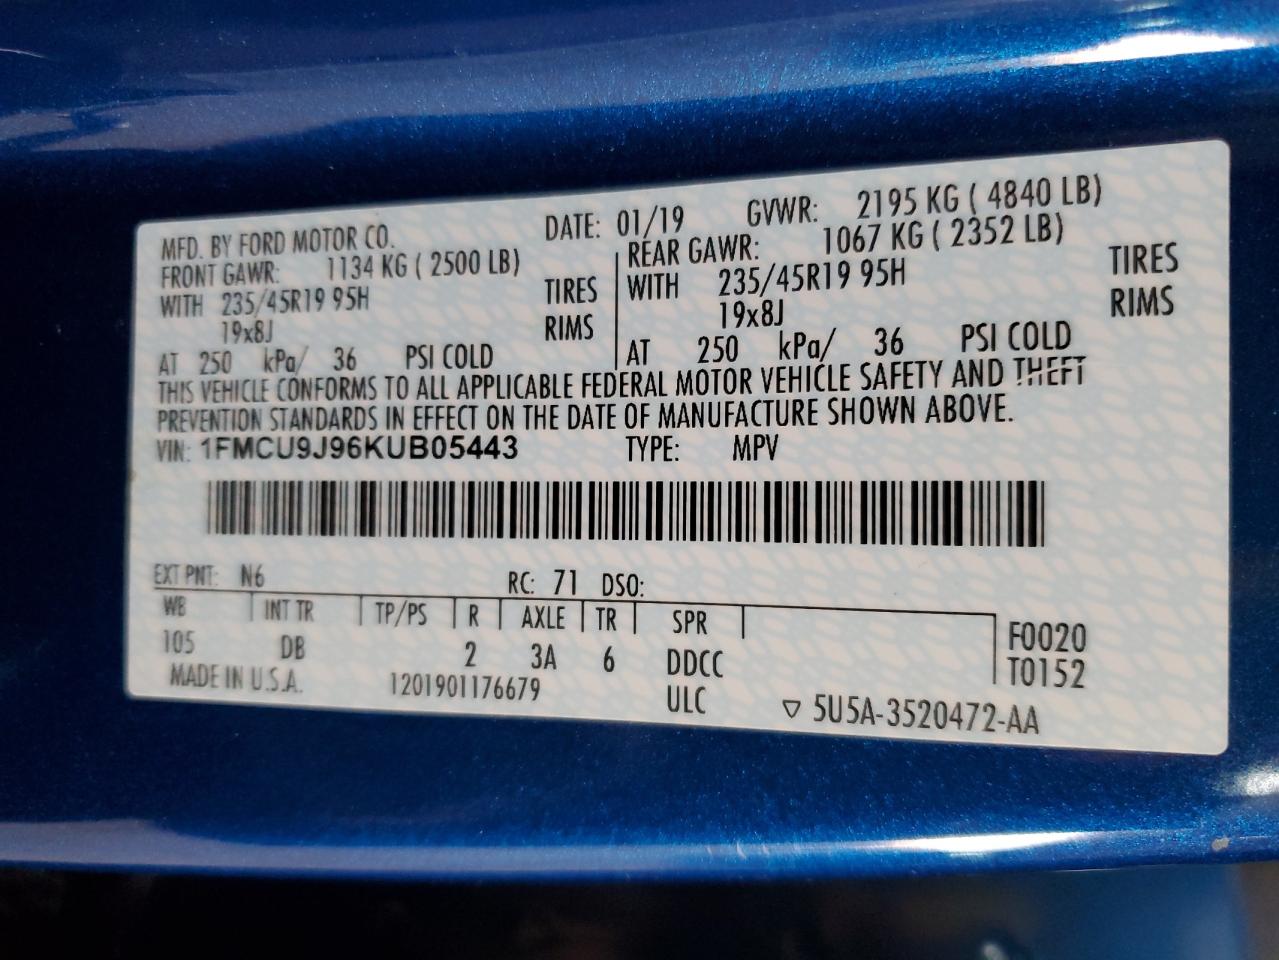 MFD. BY FORD MOTOR CO. DATE: 01/19 GVWR: 2195 KG ( 4840 LB)
FRONT GAWR: 1134 KG ( 2500 LB) REAR GAWR: 1067 KG ( 2352 LB)
WITH 235/45R19 95H TIRES WITH 235/45R19 95H TIRES
19x8J RIMS 19x8J RIMS
AT 250 kPa/ 36 PSI COLD AT 250 kPa/ 36 PSI COLD
THIS VEHICLE CONFORMS TO ALL APPLICABLE FEDERAL MOTOR VEHICLE SAFETY AND THEFT
PREVENTION STANDARDS IN EFFECT ON THE DATE OF MANUFACTURE SHOWN ABOVE.
VIN: 1FMCU9J96KUB05443 TYPE: MPV
EXT PNT: N6 RC: 71 DSO:
WB INT TR TP/PS R AXLE TR SPR F0020
105 DB 2 3A 6 DDCC T0152
MADE IN U.S.A. 1201901176679 ULC ▽ 5U5A-3520472-AA